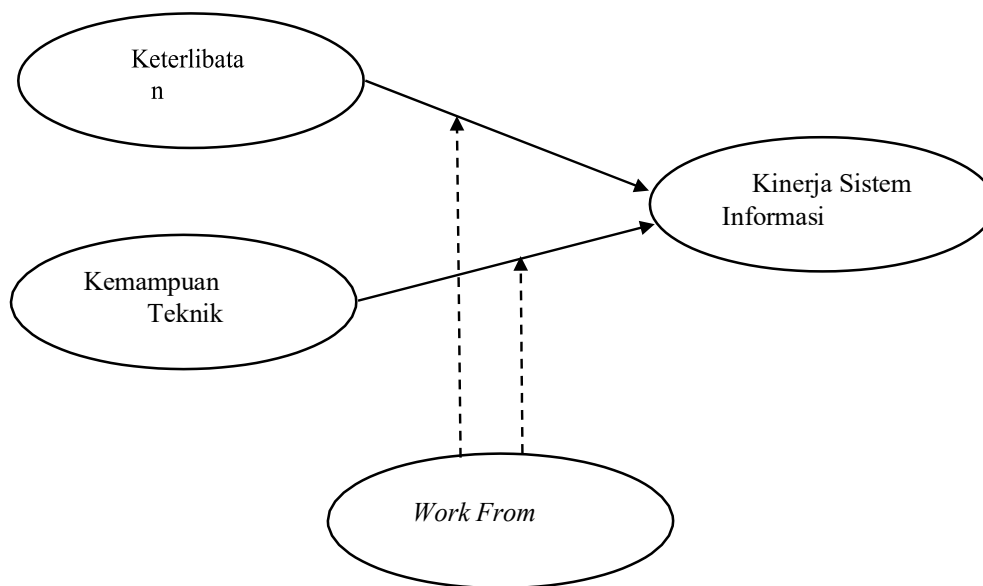 Keterlibata
n
Kinerja Sistem
Informasi
Kemampuan
Teknik
Work From